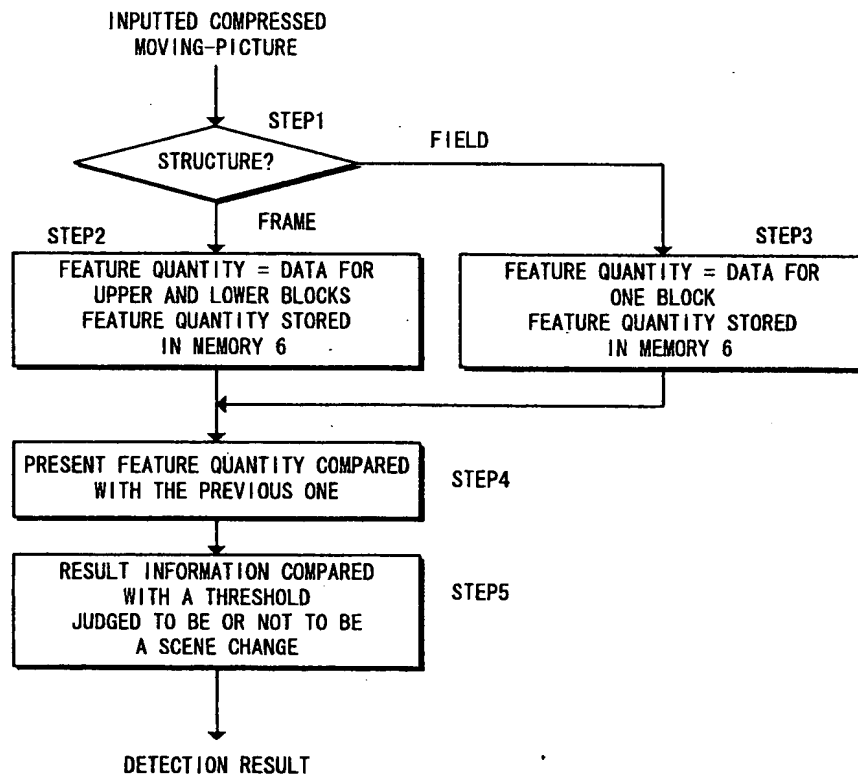 INPUTTED COMPRESSED
MOVING-PICTURE
STEP1
STRUCTURE?
FIELD
FRAME
STEP2
FEATURE QUANTITY = DATA FOR
UPPER AND LOWER BLOCKS
FEATURE QUANTITY STORED
IN MEMORY 6
STEP3
FEATURE QUANTITY = DATA FOR
ONE BLOCK
FEATURE QUANTITY STORED
IN MEMORY 6
PRESENT FEATURE QUANTITY COMPARED
WITH THE PREVIOUS ONE
STEP4
RESULT INFORMATION COMPARED
WITH A THRESHOLD
JUDGED TO BE OR NOT TO BE
A SCENE CHANGE
STEP5
DETECTION RESULT